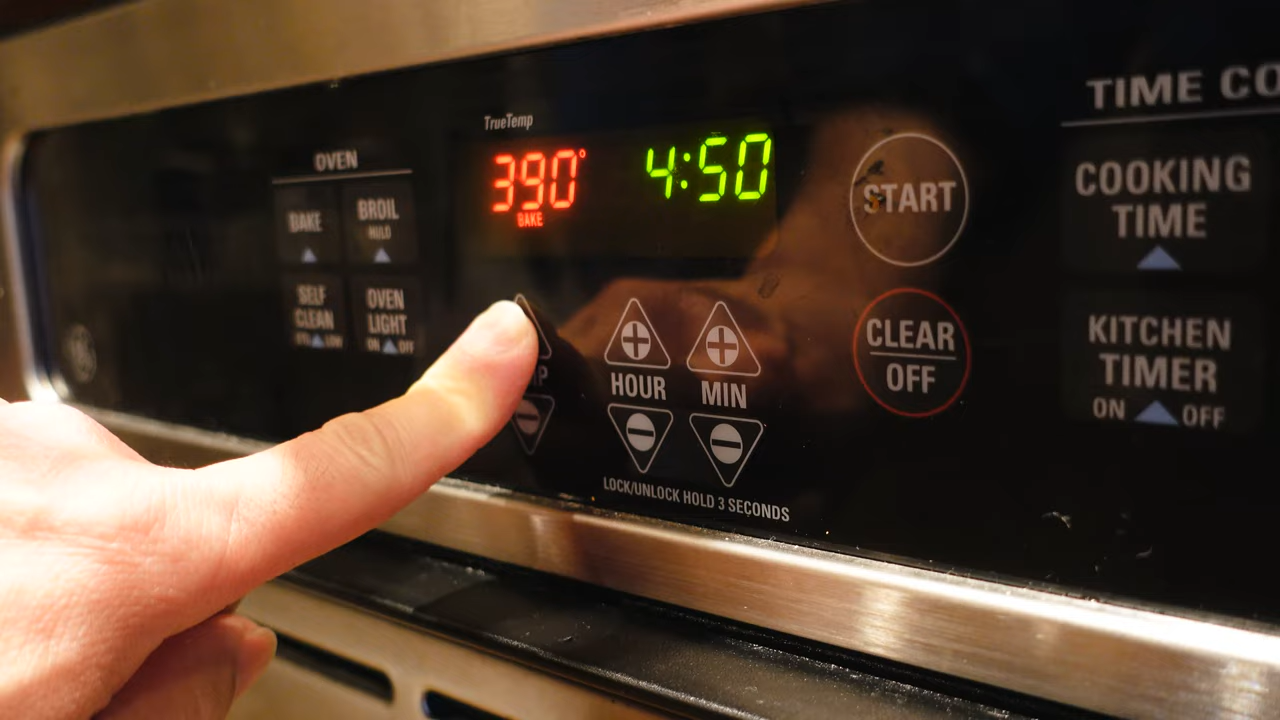 TrueTemp
OVEN
BAKE
BROIL
HI/LO
SELF
CLEAN
STD LOW
OVEN
LIGHT
ON OFF
390°
BAKE
4:50
HOUR
MIN
LOCK/UNLOCK HOLD 3 SECONDS
START
CLEAR
OFF
TIME CO
COOKING
TIME
KITCHEN
TIMER
ON OFF